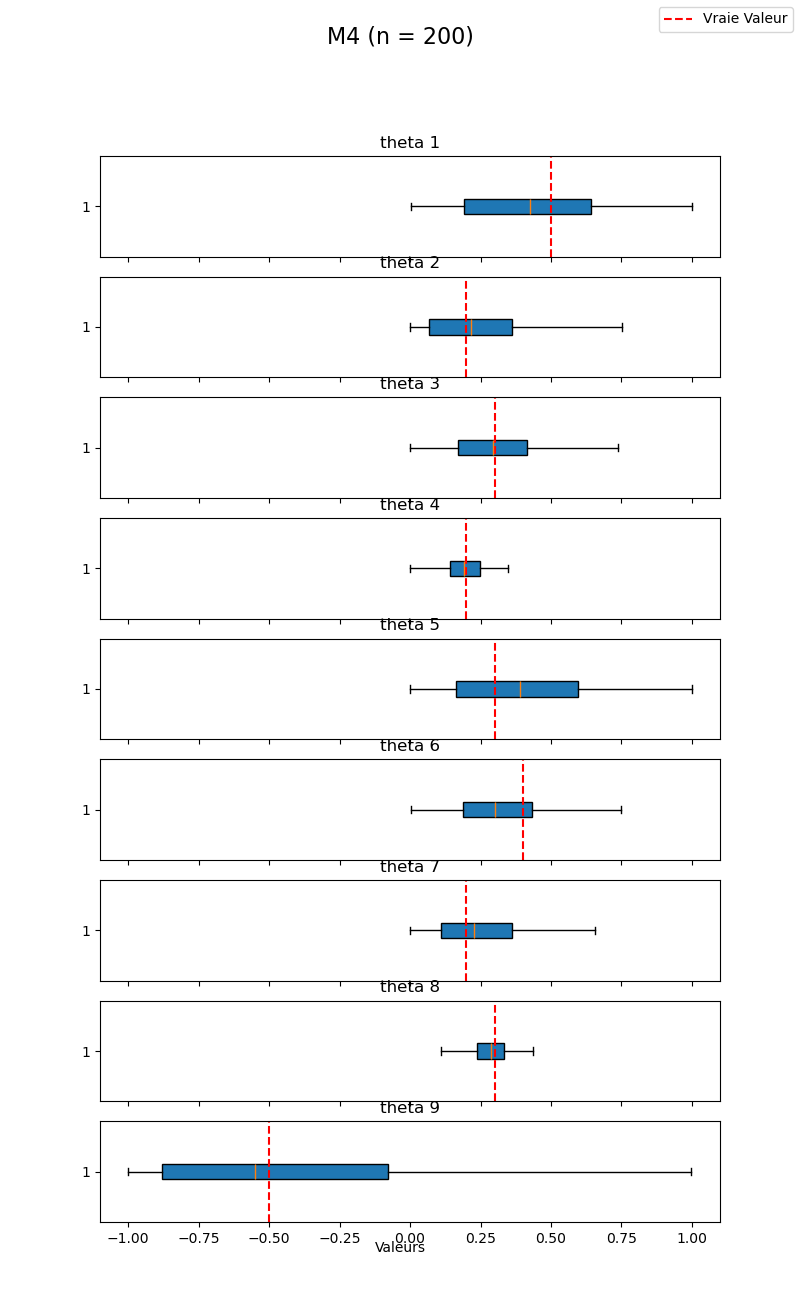 Vraie Valeur
M4 (n = 200)
theta 1
1
theta 2
1
theta 3
1
theta 4
1
theta 5
1
theta 6
1
theta 7
1
theta 8
1
theta 9
1
−1.00 −0.75 −0.50 −0.25 0.00 0.25 0.50 0.75 1.00
Valeurs